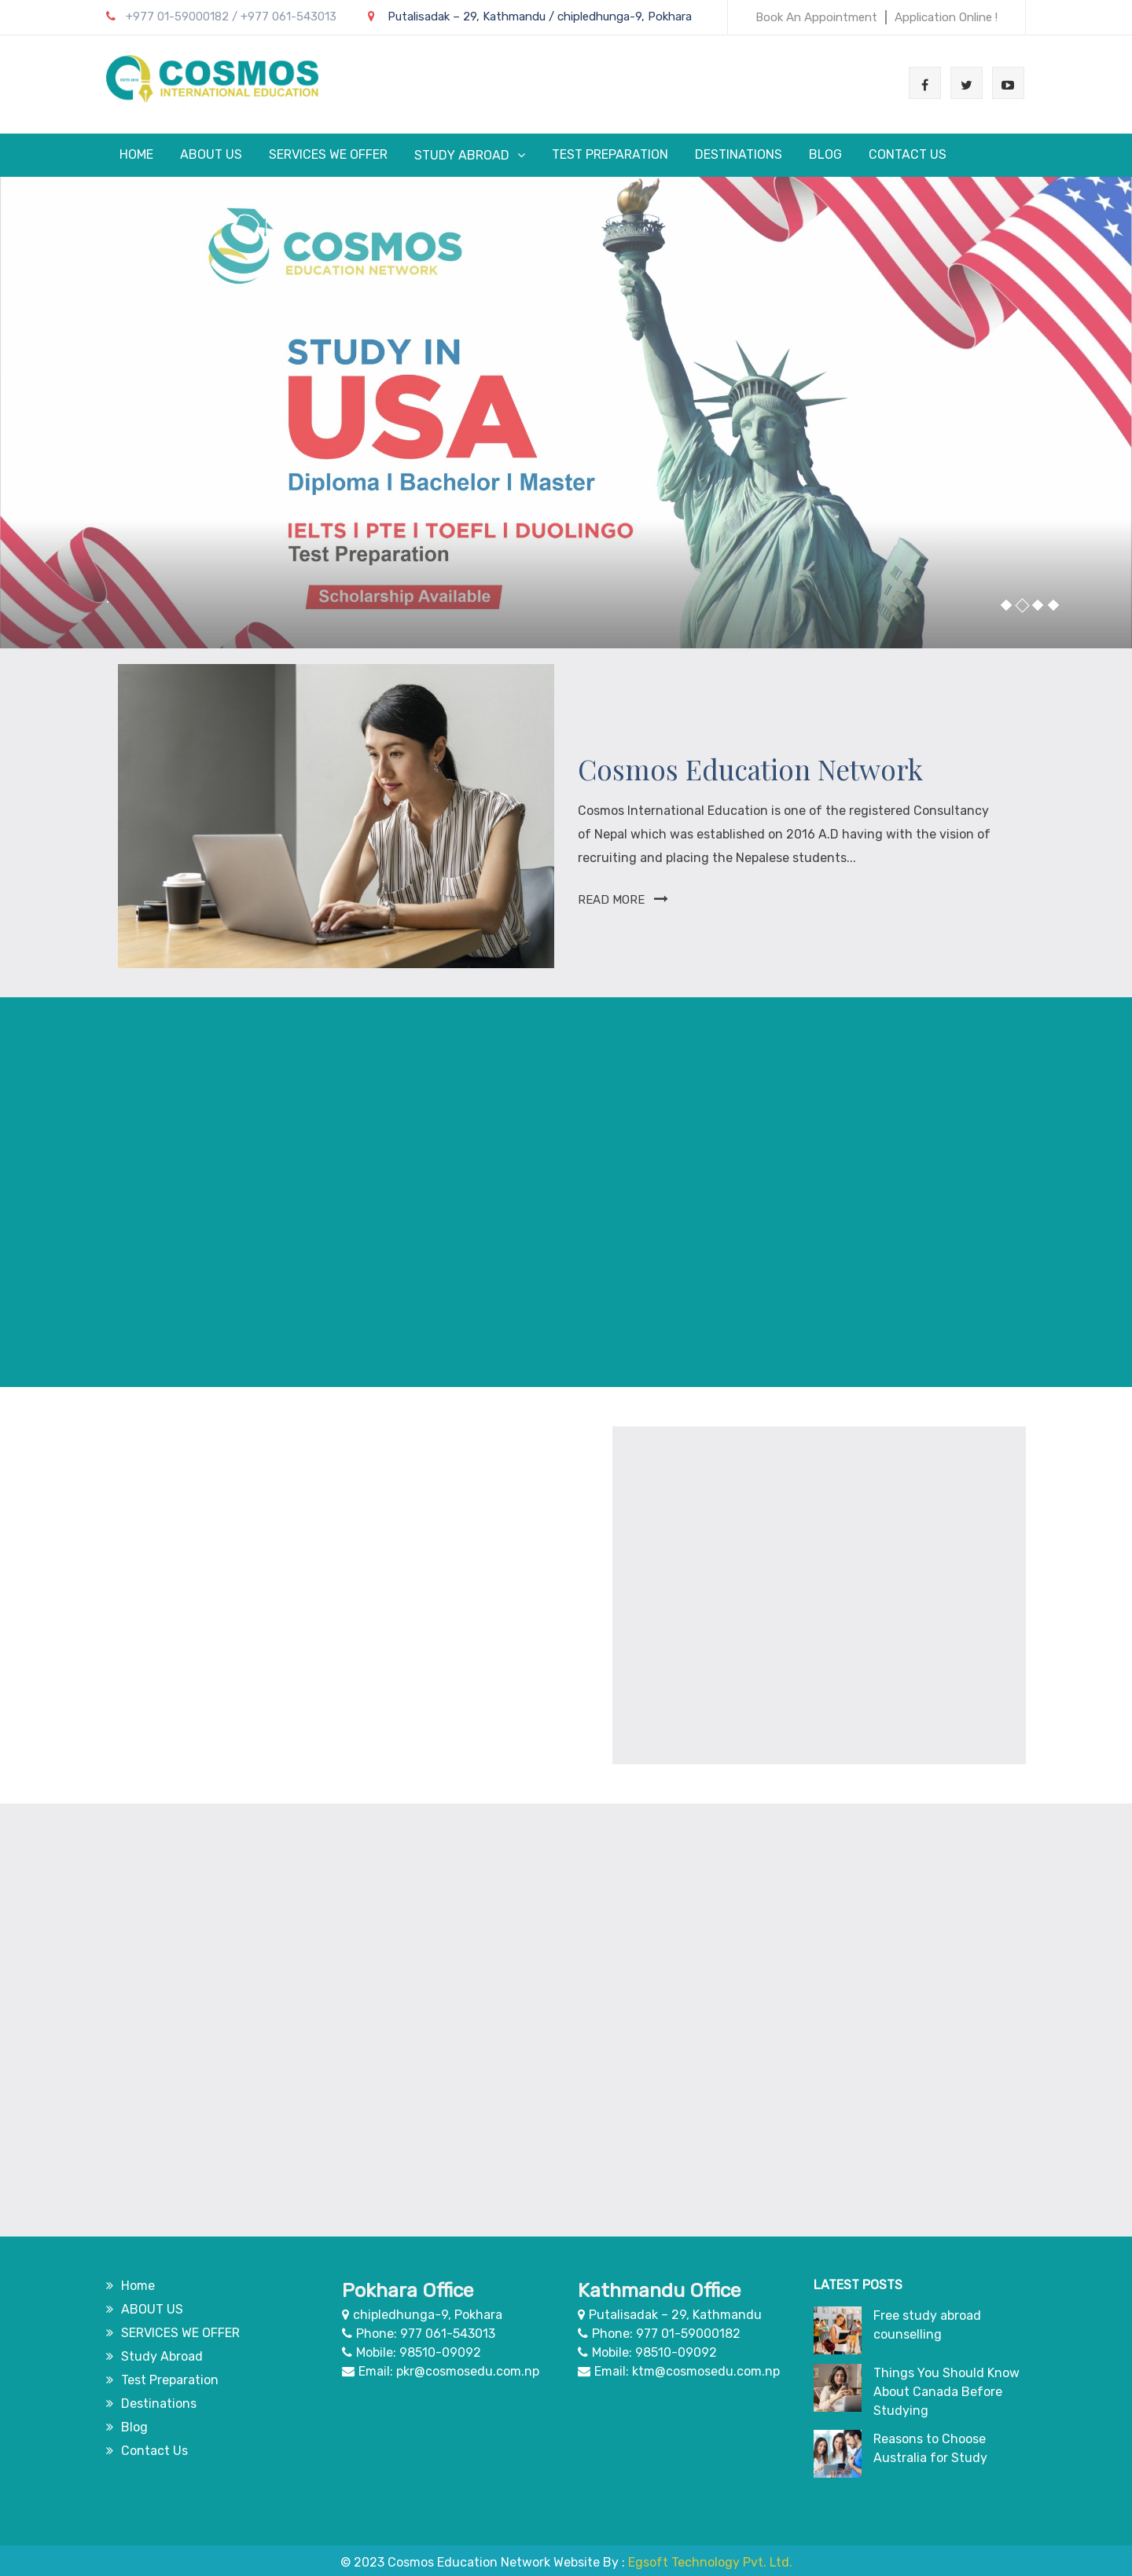 +977 01-59000182 / +977 061-543013
Putalisadak – 29, Kathmandu / chipledhunga-9, Pokhara
Book An Appointment | Application Online !
COSMOS
INTERNATIONAL EDUCATION
HOME ABOUT US SERVICES WE OFFER STUDY ABROAD TEST PREPARATION DESTINATIONS BLOG CONTACT US
COSMOS
EDUCATION NETWORK
STUDY IN
USA
Diploma | Bachelor | Master
IELTS | PTE | TOEFL | DUOLINGO
Test Preparation
Scholarship Available
Cosmos Education Network
Cosmos International Education is one of the registered Consultancy
of Nepal which was established on 2016 A.D having with the vision of
recruiting and placing the Nepalese students...
READ MORE
Home
ABOUT US
SERVICES WE OFFER
Study Abroad
Test Preparation
Destinations
Blog
Contact Us
Pokhara Office
chipledhunga-9, Pokhara
Phone: 977 061-543013
Mobile: 98510-09092
Email: pkr@cosmosedu.com.np
Kathmandu Office
Putalisadak – 29, Kathmandu
Phone: 977 01-59000182
Mobile: 98510-09092
Email: ktm@cosmosedu.com.np
LATEST POSTS
Free study abroad
counselling
Things You Should Know
About Canada Before
Studying
Reasons to Choose
Australia for Study
© 2023 Cosmos Education Network Website By : Egsoft Technology Pvt. Ltd.